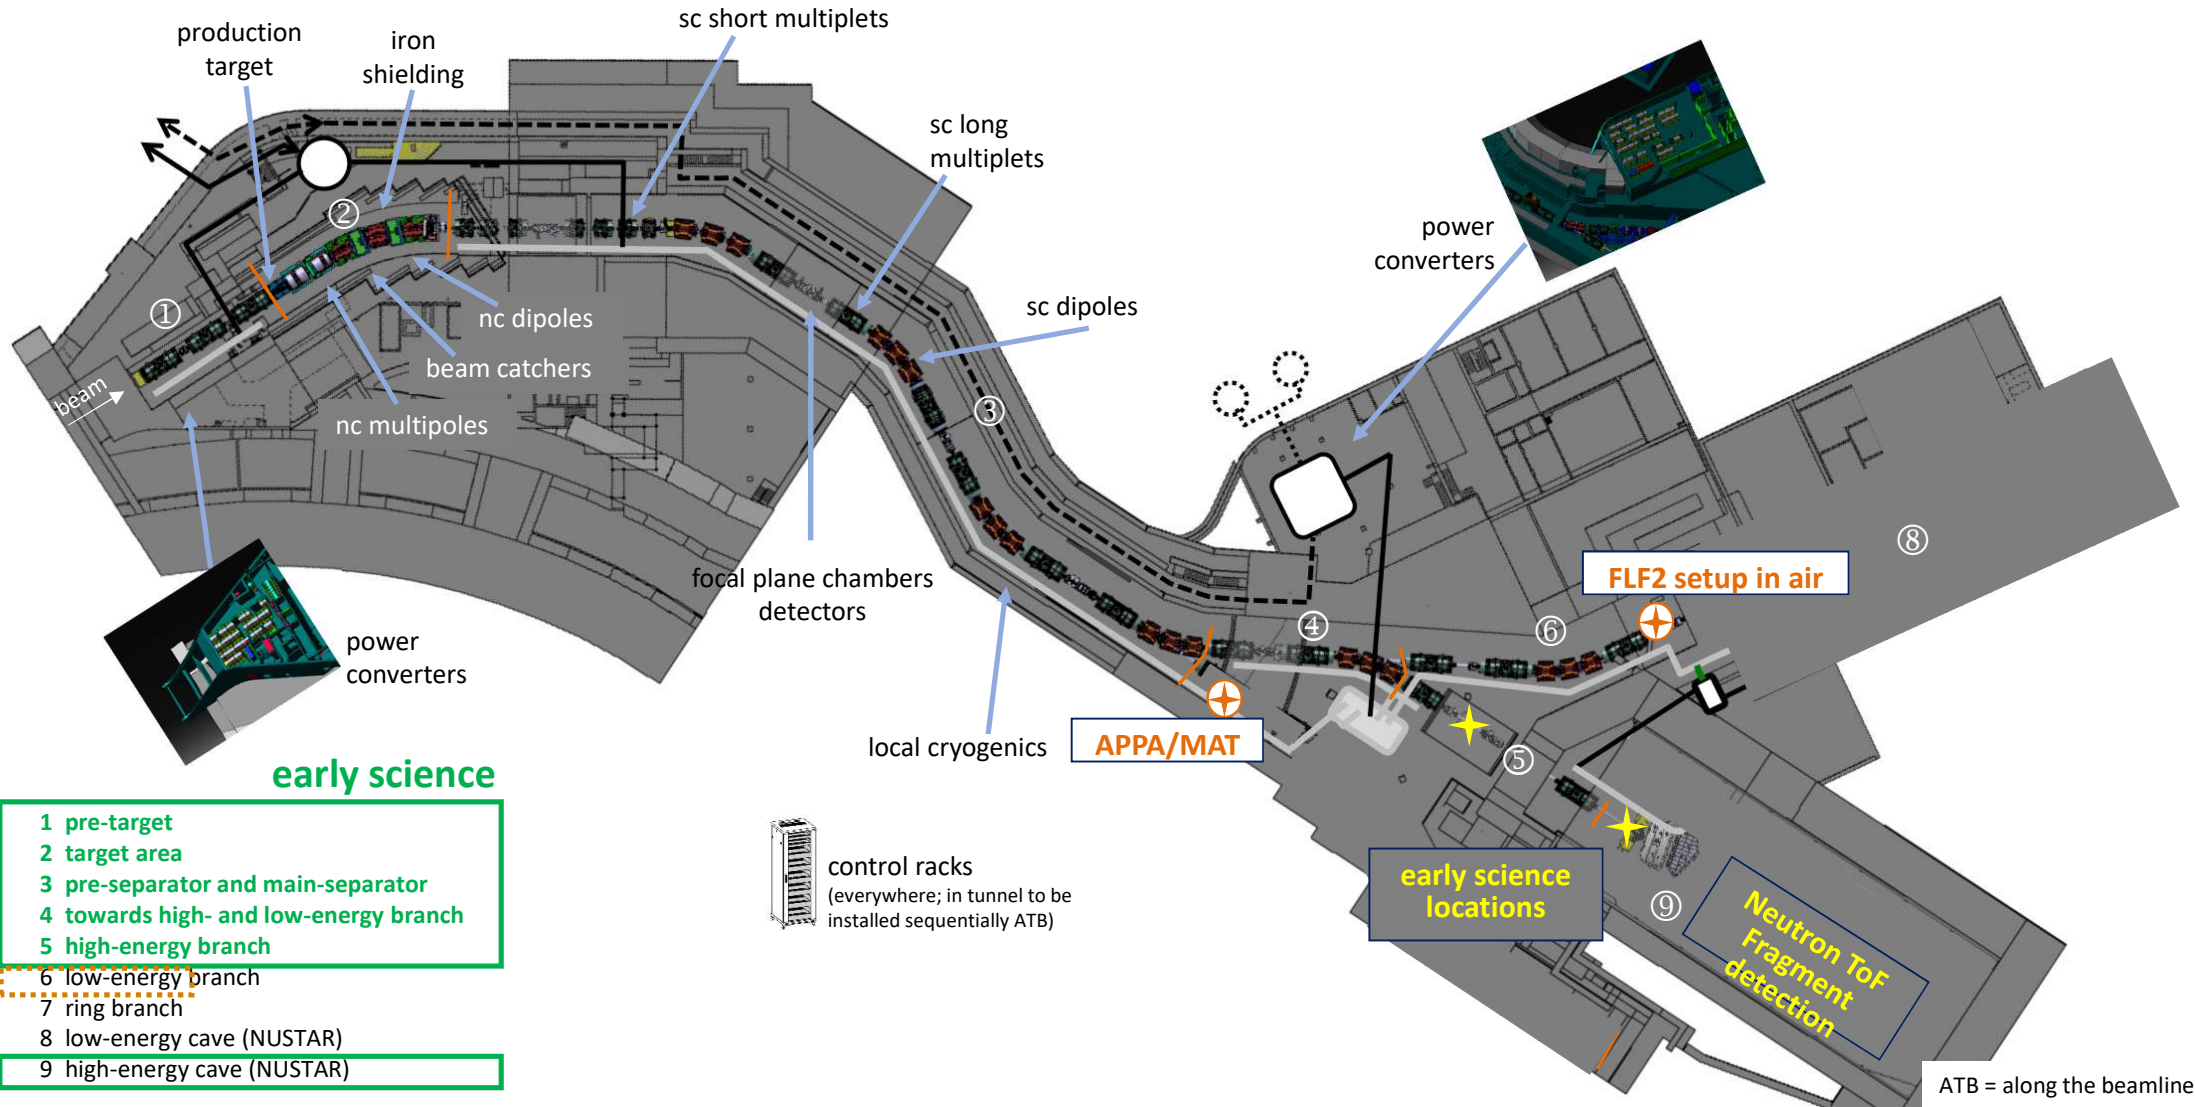 production
target
iron
shielding
sc short multiplets
sc long
multiplets
power
converters
sc dipoles
②
①
beam
nc dipoles
beam catchers
nc multipoles
③
⑧
focal plane chambers
detectors
FLF2 setup in air
④
⑥
power
converters
local cryogenics
APPA/MAT
⑤
early science
1 pre-target
2 target area
3 pre-separator and main-separator
4 towards high- and low-energy branch
5 high-energy branch
6 low-energy branch
7 ring branch
8 low-energy cave (NUSTAR)
9 high-energy cave (NUSTAR)
control racks
(everywhere; in tunnel to be
installed sequentially ATB)
early science
locations
⑨
Neutron ToF
Fragment
detection
ATB = along the beamline